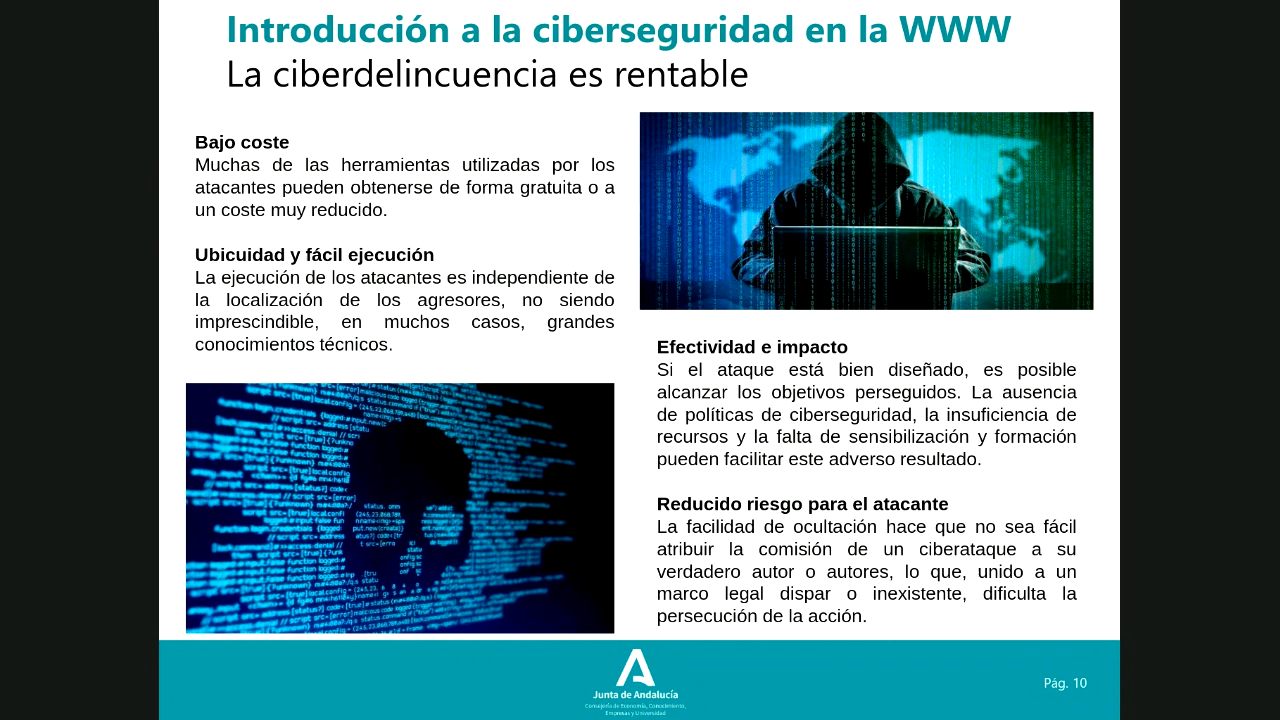 Introducción a la ciberseguridad en la WWW
La ciberdelincuencia es rentable
Bajo coste
Muchas de las herramientas utilizadas por los
atacantes pueden obtenerse de forma gratuita o a
un coste muy reducido.
Ubicuidad y fácil ejecución
La ejecución de los atacantes es independiente de
la localización de los agresores, no siendo
imprescindible, en muchos casos, grandes
conocimientos técnicos.
Efectividad e impacto
Si el ataque está bien diseñado, es posible
alcanzar los objetivos perseguidos. La ausencia
de políticas de ciberseguridad, la insuficiencia de
recursos y la falta de sensibilización y formación
pueden facilitar este adverso resultado.
Reducido riesgo para el atacante
La facilidad de ocultación hace que no sea fácil
atribuir la comisión de un ciberataque a su
verdadero autor o autores, lo que, unido a un
marco legal dispar o inexistente, dificulta la
persecución de la acción.
Junta de Andalucía
Consejería de Economía, Conocimiento,
Empresas y Universidad
Pág. 10